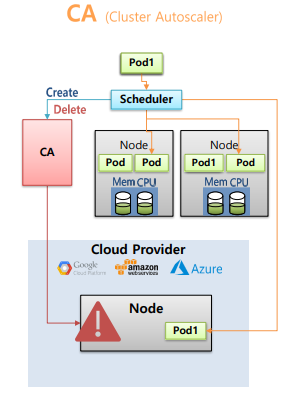 CA (Cluster Autoscaler)
Pod1
Create
Scheduler
Delete
CA
Node
Pod Pod
Mem CPU
Node
Pod1 Pod
Mem CPU
Cloud Provider
Google
Cloud Platform
amazon
webservices
Azure
Node
Pod1